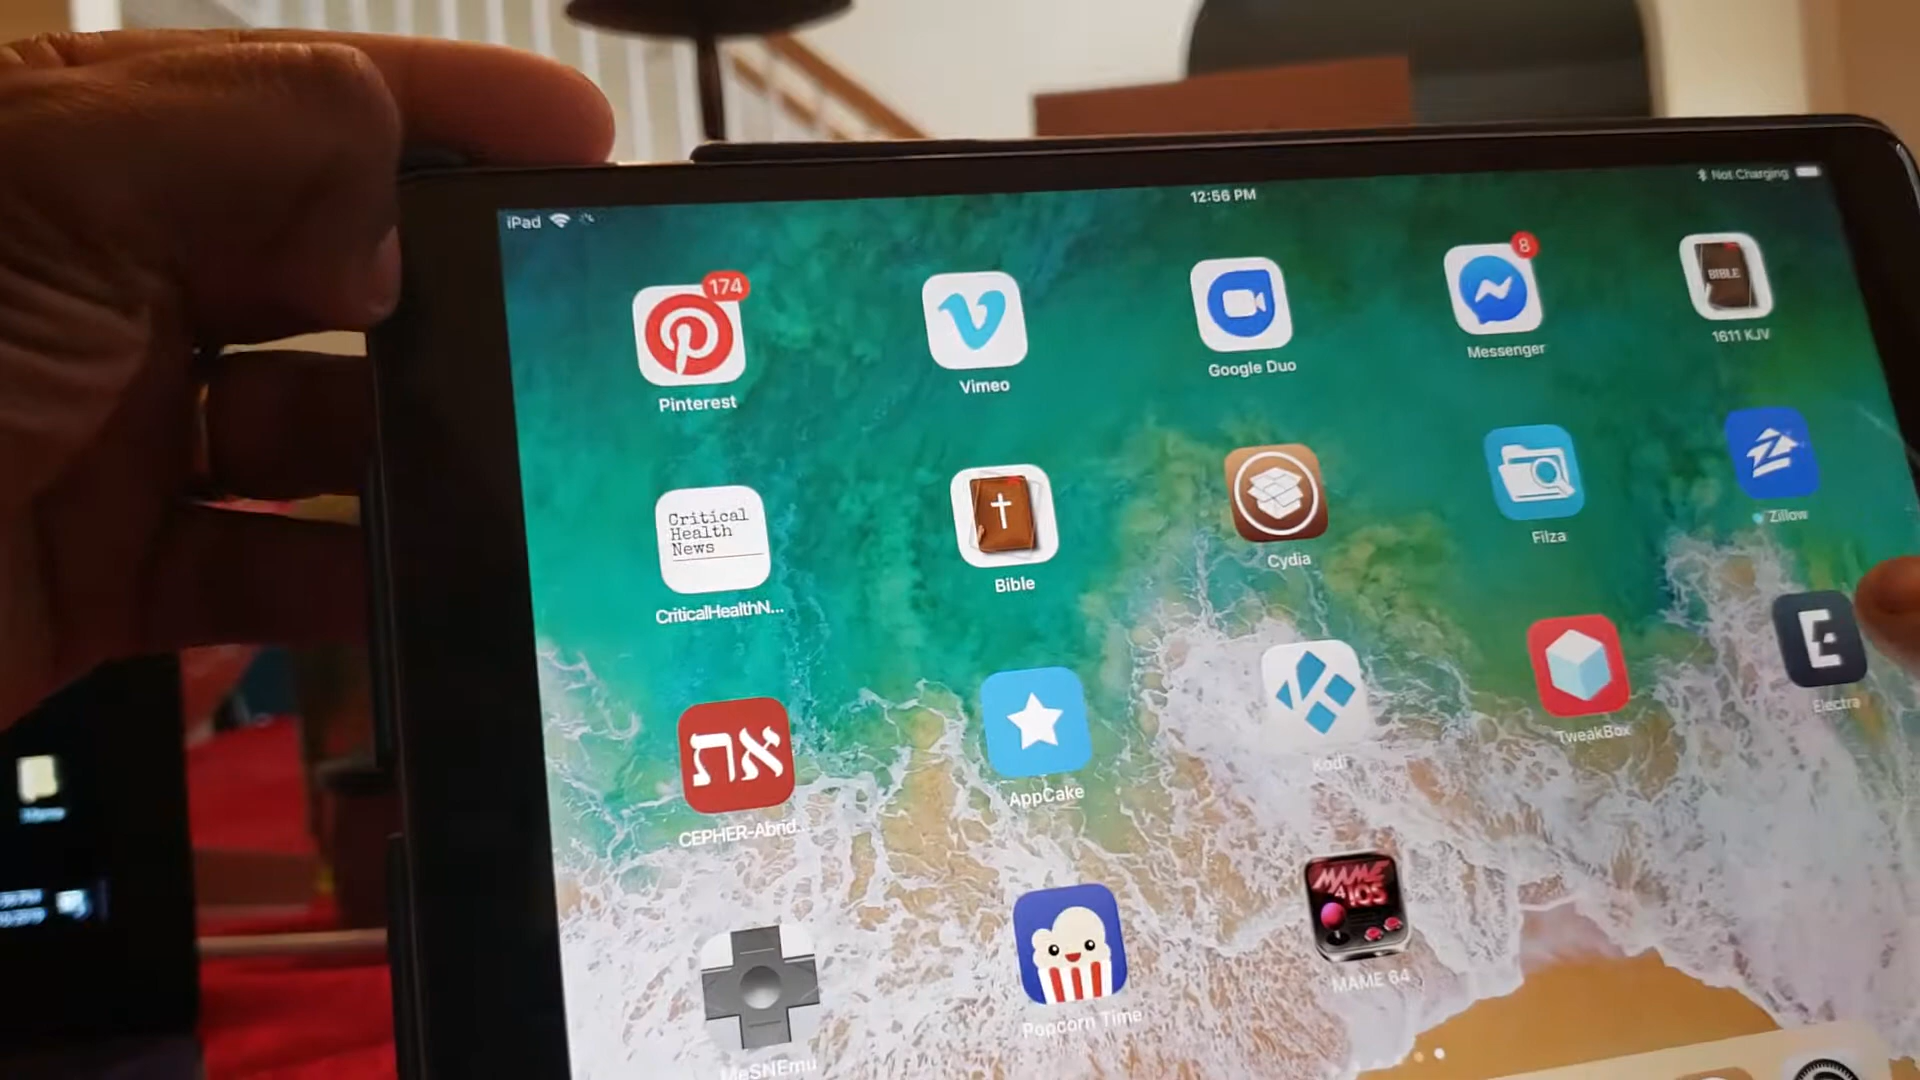 iPad
12:56 PM
Not Charging
174
8
BIBLE
Pinterest
Vimeo
Google Duo
Messenger
1611 KJV
Critical
Health
News
CriticalHealthN...
Bible
Cydia
Filza
Zillow
את
CEPHER-Abrid...
AppCake
Kodi
TweakBox
Electra
MAME
4iOS
MeSNEmu
Popcorn Time
MAME 64